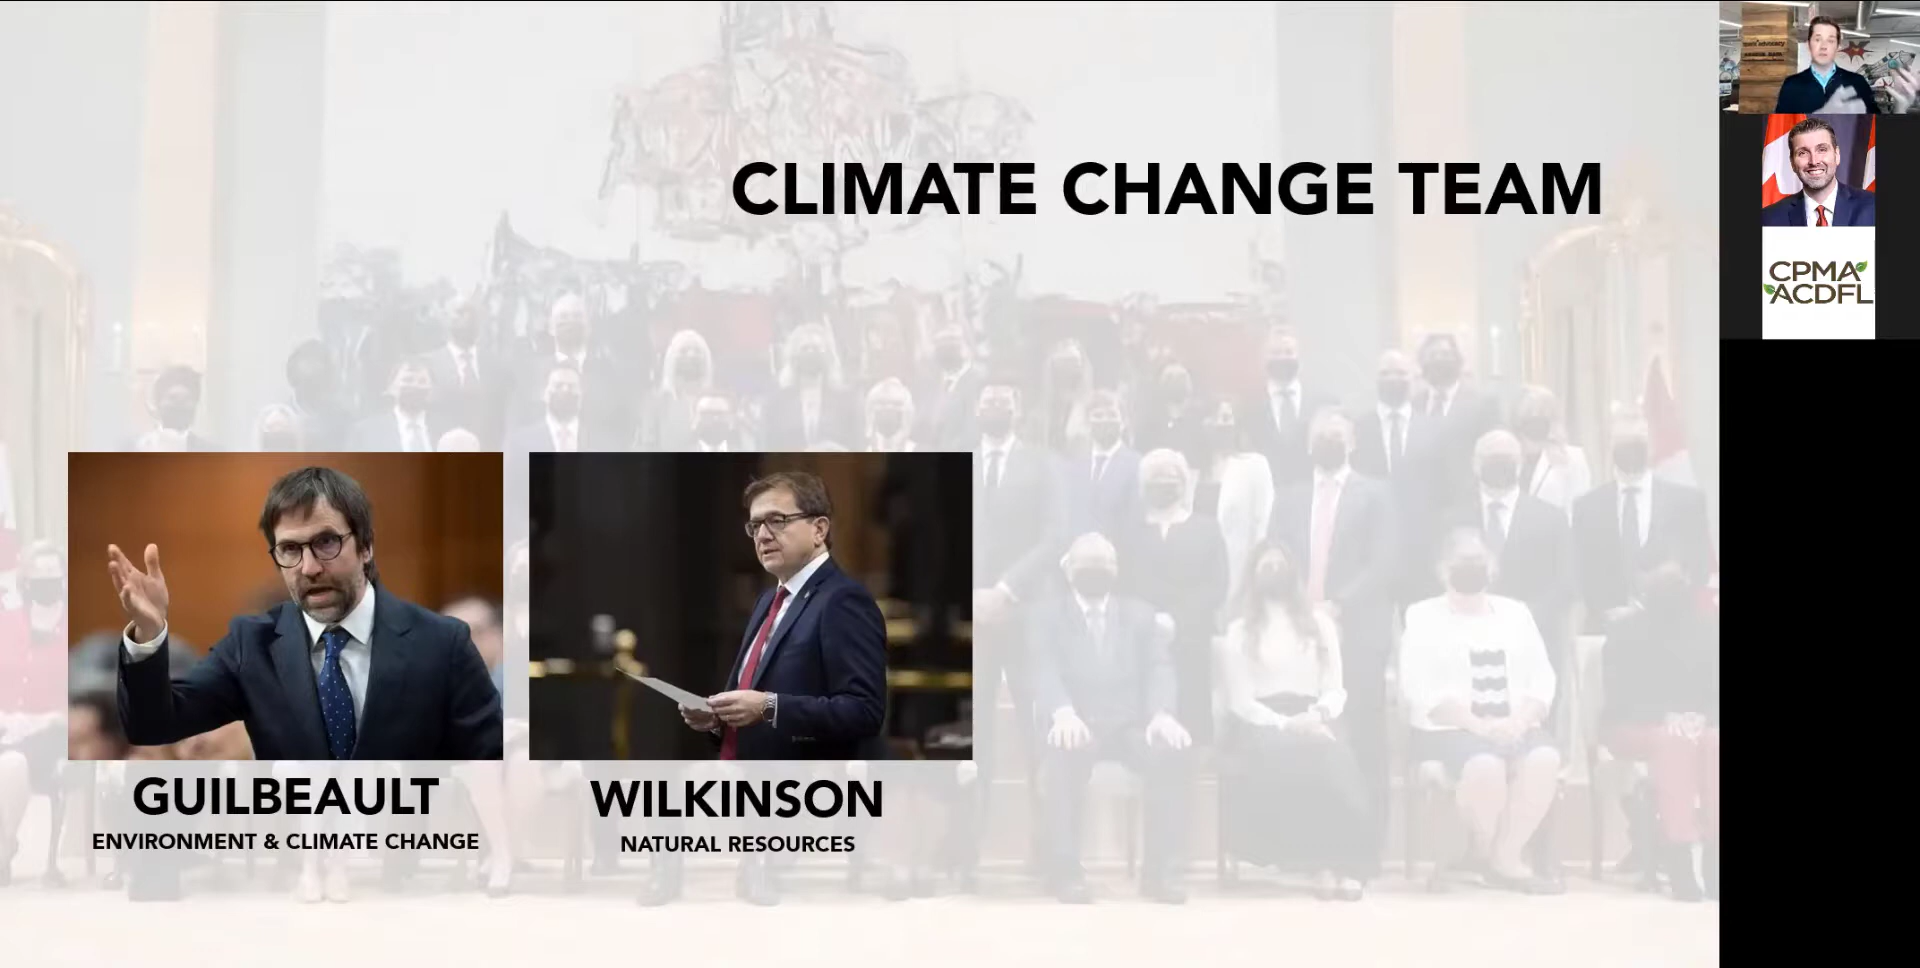 CLIMATE CHANGE TEAM
GUILBEAULT
ENVIRONMENT & CLIMATE CHANGE
WILKINSON
NATURAL RESOURCES
CPMA
ACDFL